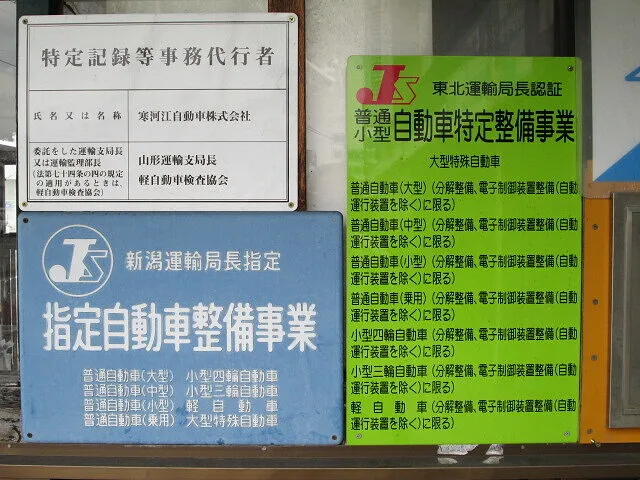 特定記録等事務代行者
氏名又は名称
寒河江自動車株式会社
委託をした運輸支局長
又は運輸監理部長
(法第七十四条の四の規定
の適用があるときは、
軽自動車検査協会)
山形運輸支局長
軽自動車検査協会
JS
新潟運輸局長指定
指定自動車整備事業
普通自動車(大型) 小型四輪自動車
普通自動車(中型) 小型三輪自動車
普通自動車(小型) 軽自動車
普通自動車(乗用) 大型特殊自動車
JS
東北運輸局長認証
普通
小型
自動車特定整備事業
大型特殊自動車
普通自動車(大型)(分解整備、電子制御装置整備(自動
運行装置を除く)に限る)
普通自動車(中型)(分解整備、電子制御装置整備(自動
運行装置を除く)に限る)
普通自動車(小型)(分解整備、電子制御装置整備(自動
運行装置を除く)に限る)
普通自動車(乗用)(分解整備、電子制御装置整備(自動
運行装置を除く)に限る)
小型四輪自動車(分解整備、電子制御装置整備(自動
運行装置を除く)に限る)
小型三輪自動車(分解整備、電子制御装置整備(自動
運行装置を除く)に限る)
軽自動車(分解整備、電子制御装置整備(自動
運行装置を除く)に限る)